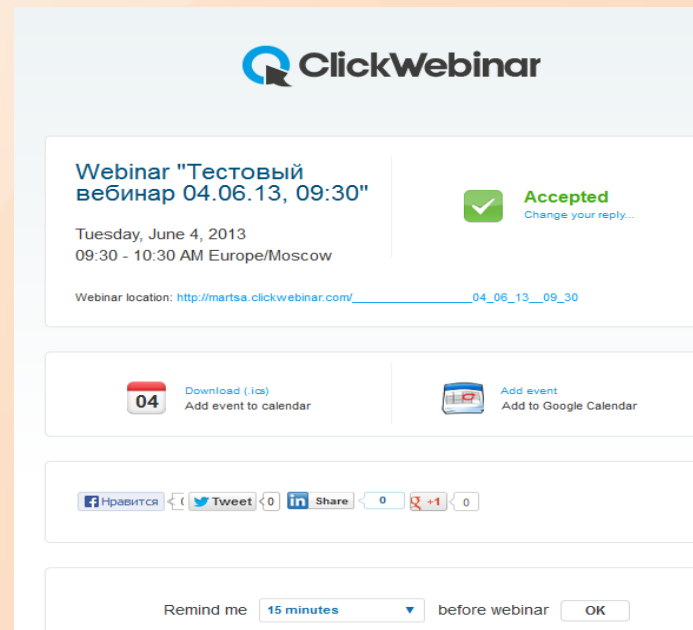 ClickWebinar
Webinar "Тестовый
вебинар 04.06.13, 09:30"
Accepted
Change your reply...
Tuesday, June 4, 2013
09:30 - 10:30 AM Europe/Moscow
Webinar location: http://martsa.clickwebinar.com/___________________04_06_13__09_30
04
Download (.ics)
Add event to calendar
Add event
Add to Google Calendar
Нравится Tweet 0 Share 0 +1 0
Remind me 15 minutes before webinar OK